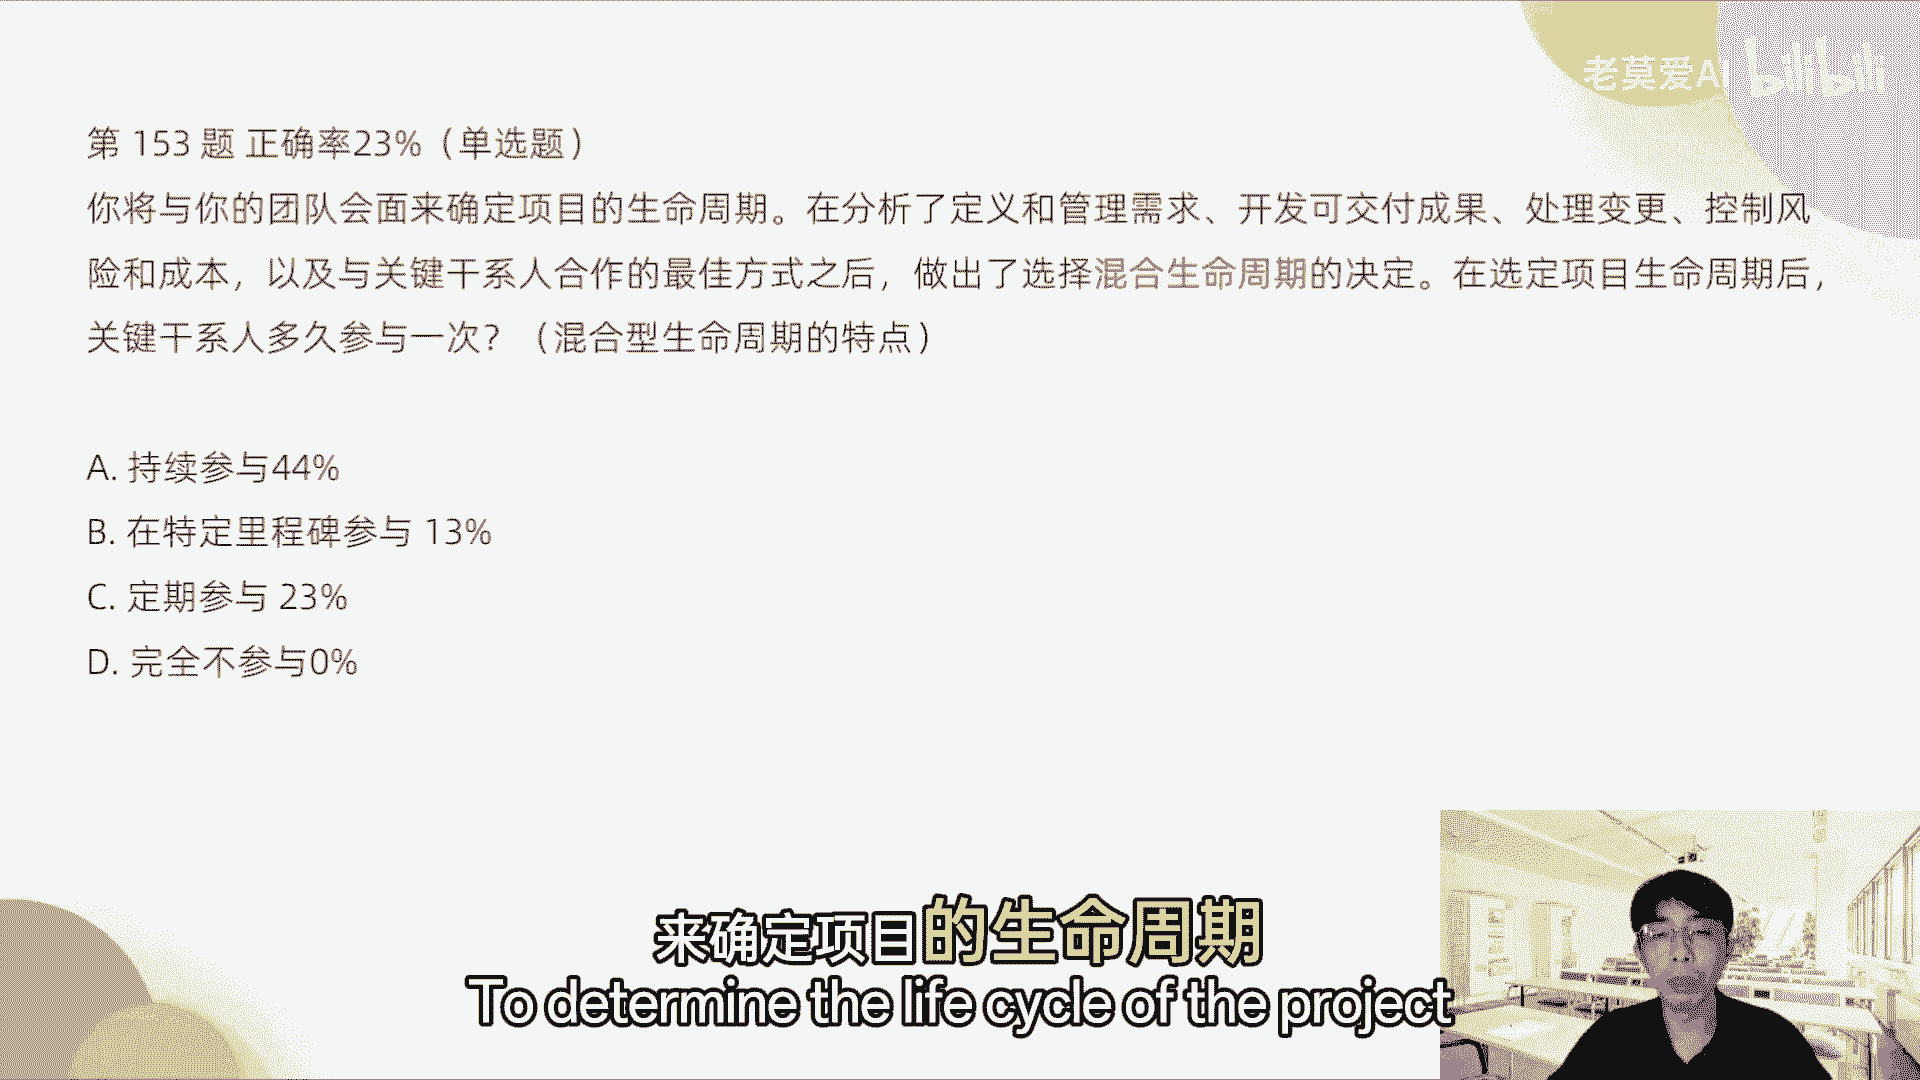 老莫爱AI bilibili
第 153 题 正确率23%（单选题）
你将与你的团队会面来确定项目的生命周期。在分析了定义和管理需求、开发可交付成果、处理变更、控制风
险和成本，以及与关键干系人合作的最佳方式之后，做出了选择混合生命周期的决定。在选定项目生命周期后，
关键干系人多久参与一次？（混合型生命周期的特点）
A. 持续参与44%
B. 在特定里程碑参与 13%
C. 定期参与 23%
D. 完全不参与0%
来确定项目的生命周期
To determine the life cycle of the project